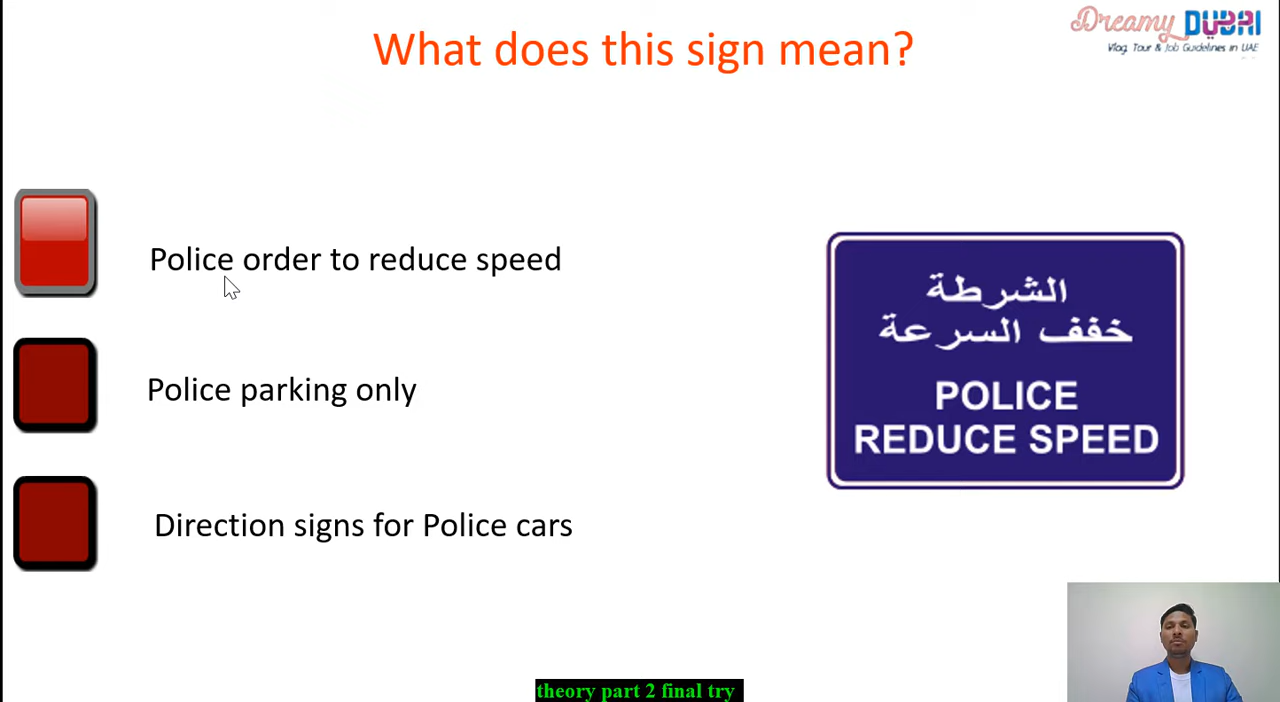 What does this sign mean?
Dreamy DUBAI
Vlog, Tour & Job Guidelines in UAE
Police order to reduce speed
Police parking only
Direction signs for Police cars
الشرطة
خفف السرعة
POLICE
REDUCE SPEED
theory part 2 final try